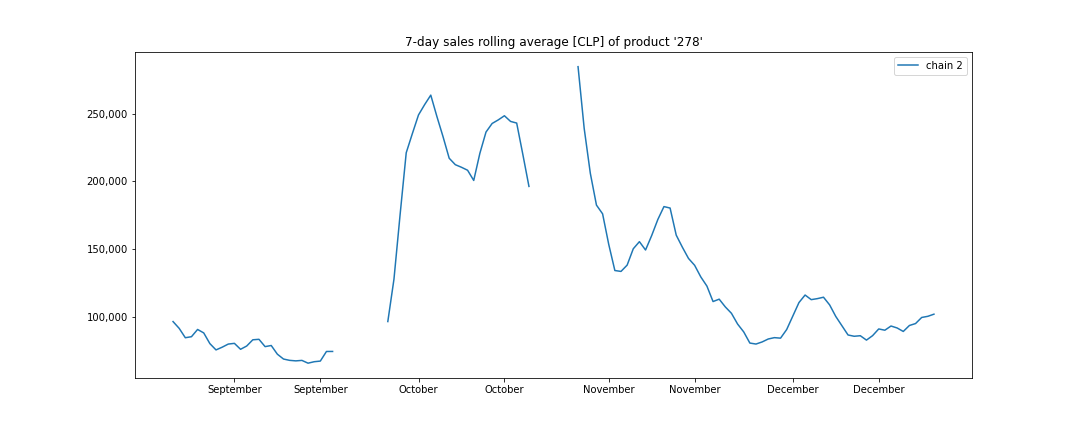 7-day sales rolling average [CLP] of product '278'
chain 2
250,000
200,000
150,000
100,000
September September October October November November December December